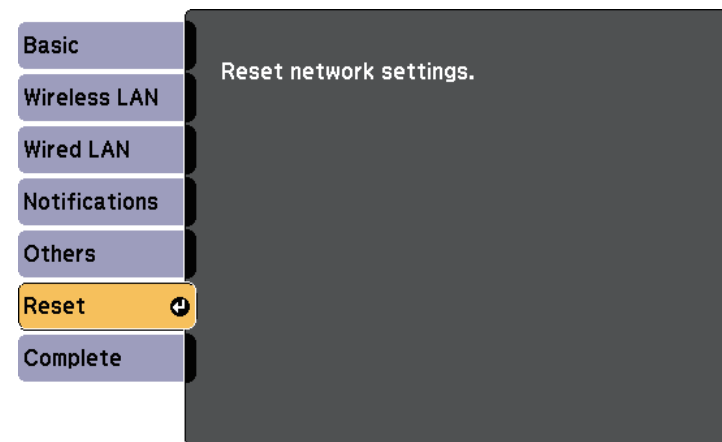 Basic
Wireless LAN
Wired LAN
Notifications
Others
Reset
Complete
Reset network settings.